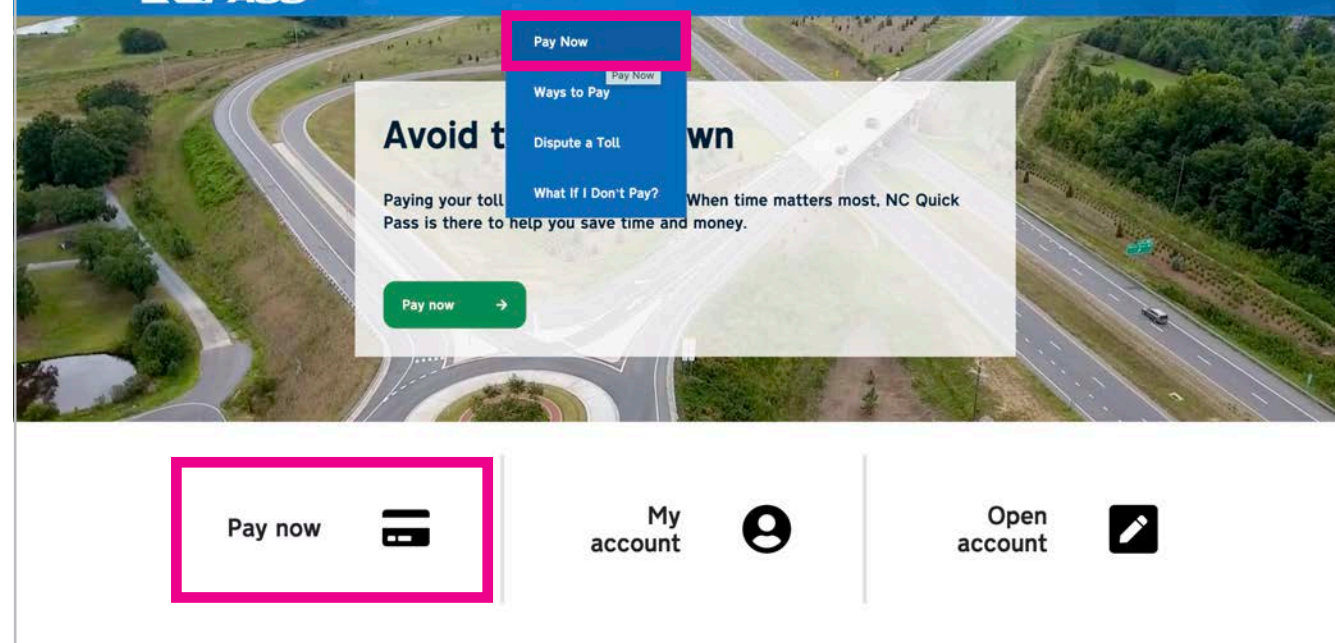 PASS
Pay Now
Pay Now
Ways to Pay
Avoid t
wn
Dispute a Toll
What If I Don't Pay?
Paying your toll
When time matters most, NC Quick
Pass is there to help you save time and money.
Pay now
Pay now
My
account
Open
account